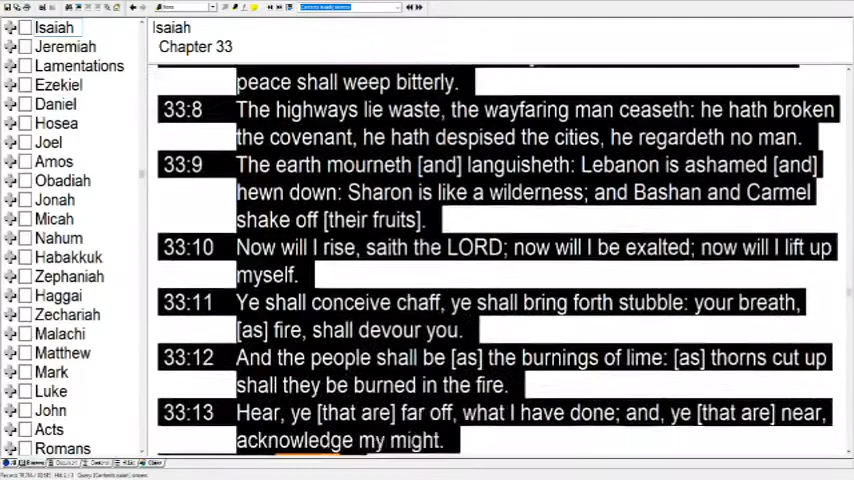 Isaiah
Jeremiah
Lamentations
Ezekiel
Daniel
Hosea
Joel
Amos
Obadiah
Jonah
Micah
Nahum
Habakkuk
Zephaniah
Haggai
Zechariah
Malachi
Matthew
Mark
Luke
John
Acts
Romans
Isaiah
Chapter 33
peace shall weep bitterly.
33:8 The highways lie waste, the wayfaring man ceaseth: he hath broken
the covenant, he hath despised the cities, he regardeth no man.
33:9 The earth mourneth [and] languisheth: Lebanon is ashamed [and]
hewn down: Sharon is like a wilderness; and Bashan and Carmel
shake off [their fruits].
33:10 Now will I rise, saith the LORD; now will I be exalted; now will I lift up
myself.
33:11 Ye shall conceive chaff, ye shall bring forth stubble: your breath,
[as] fire, shall devour you.
33:12 And the people shall be [as] the burnings of lime: [as] thorns cut up
shall they be burned in the fire.
33:13 Hear, ye [that are] far off, what I have done; and, ye [that are] near,
acknowledge my might.